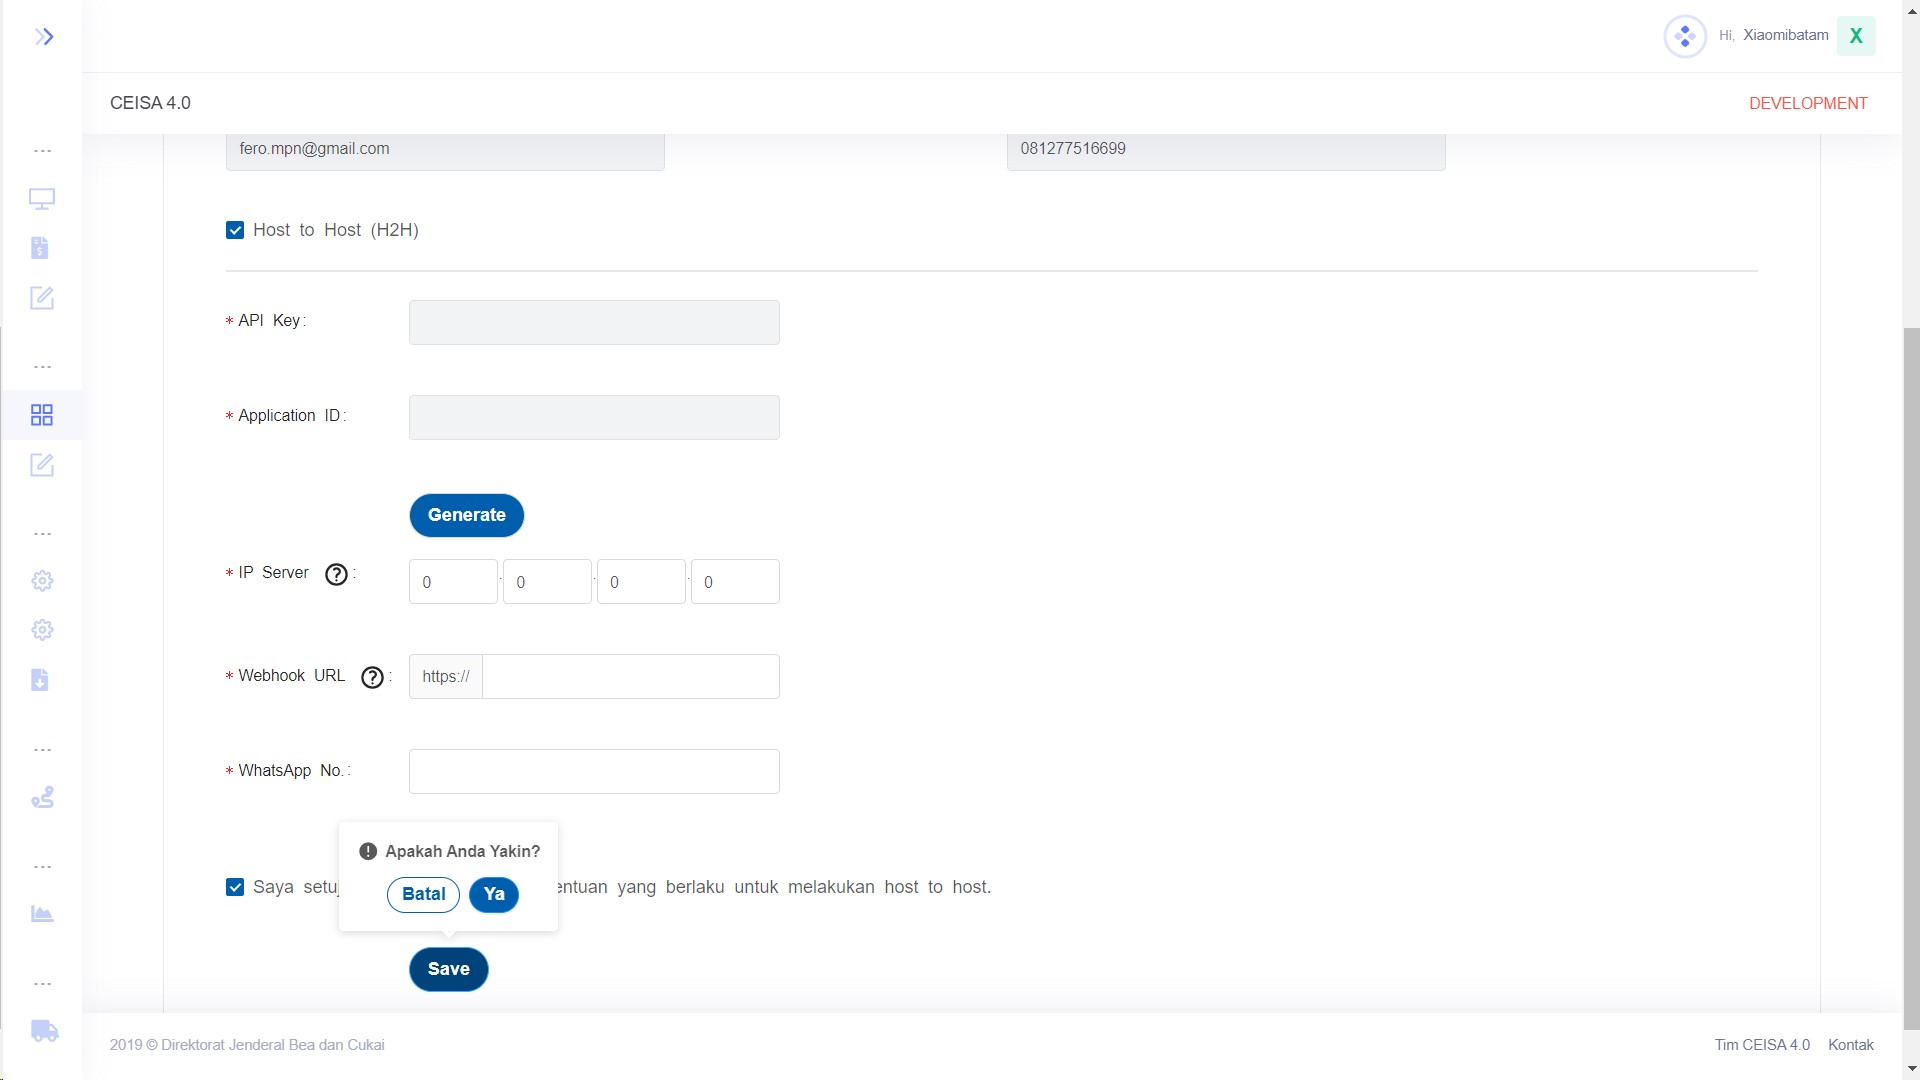 Hi, Xiaomibatam X
CEISA 4.0
DEVELOPMENT
fero.mpn@gmail.com
081277516699
Host to Host (H2H)
* API Key:
* Application ID:
Generate
* IP Server ? :
0 . 0 . 0 . 0
* Webhook URL ? :
https://
* WhatsApp No.:
Apakah Anda Yakin?
Batal Ya
Saya setuj entuan yang berlaku untuk melakukan host to host.
Save
2019 © Direktorat Jenderal Bea dan Cukai
Tim CEISA 4.0 Kontak